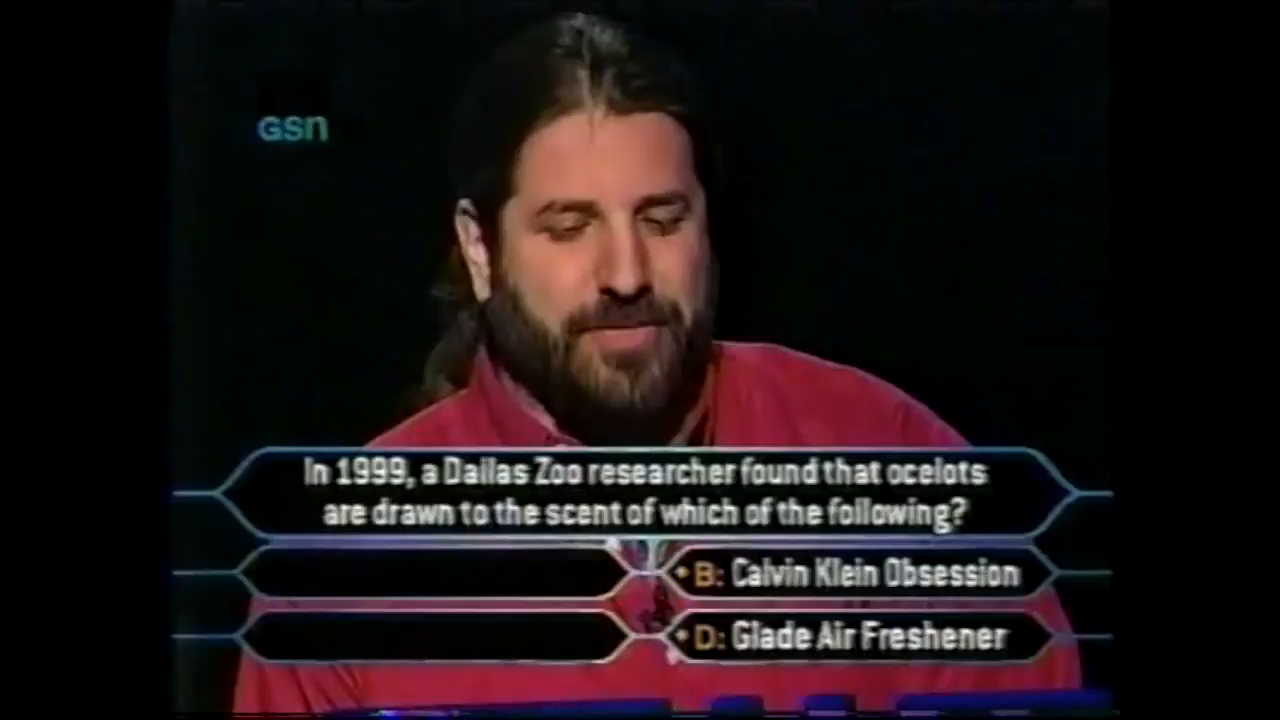 GSN
In 1999, a Dallas Zoo researcher found that ocelots
are drawn to the scent of which of the following?
B: Calvin Klein Obsession
D: Glade Air Freshener